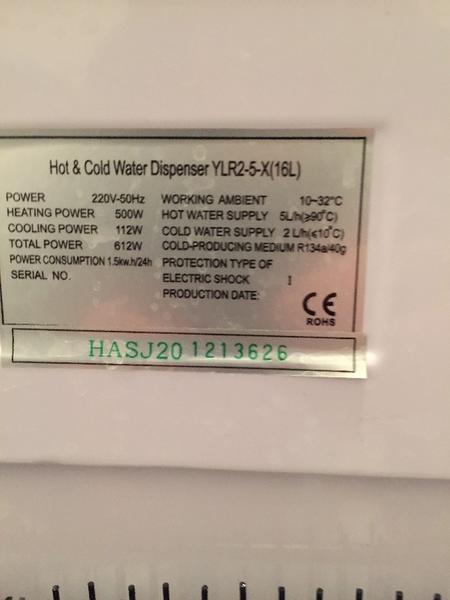 Hot & Cold Water Dispenser YLR2-5-X(16L)
POWER 220V-50Hz WORKING AMBIENT 10~32°C
HEATING POWER 500W HOT WATER SUPPLY 5L/h(≥90°C)
COOLING POWER 112W COLD WATER SUPPLY 2 L/h(≤10°C)
TOTAL POWER 612W COLD-PRODUCING MEDIUM R134a/40g
POWER CONSUMPTION 1.5kw.h/24h PROTECTION TYPE OF
SERIAL NO. ELECTRIC SHOCK I
PRODUCTION DATE:
CE
ROHS
HASJ20 1213626